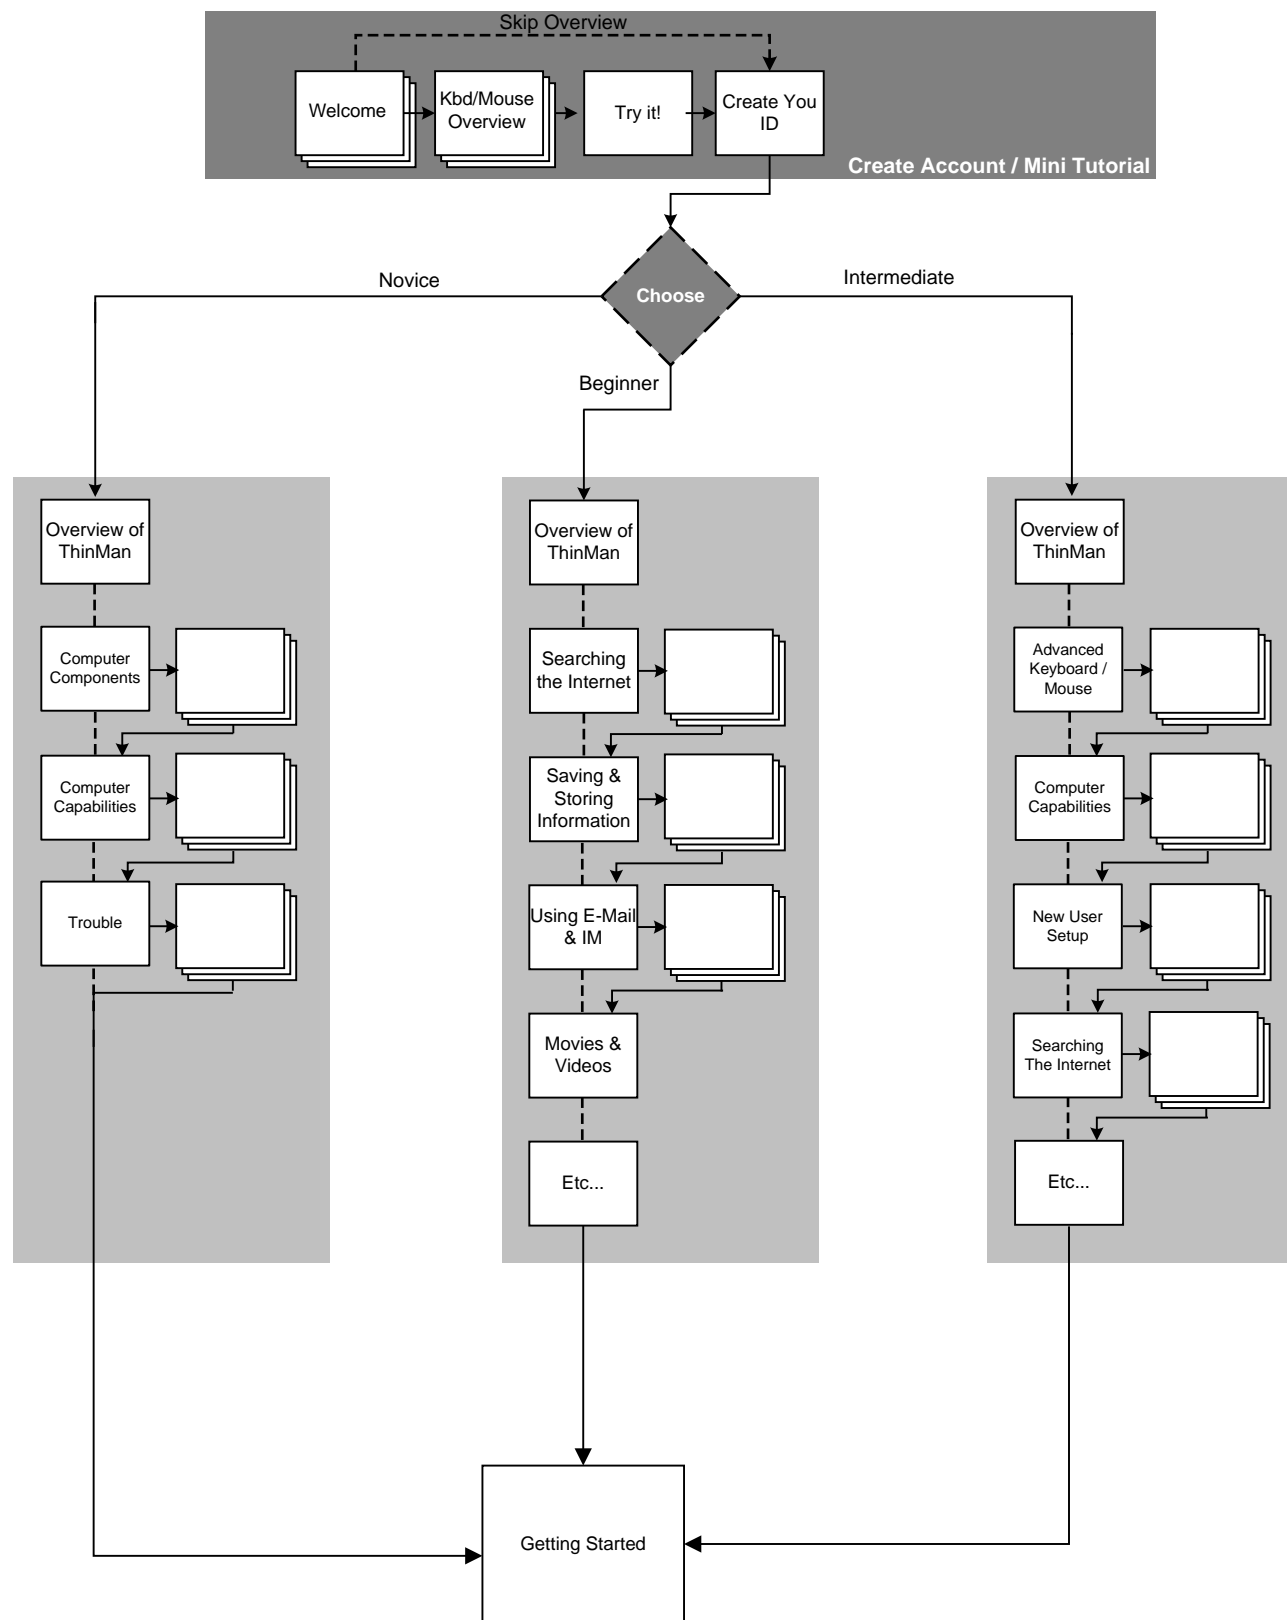 Skip Overview
Welcome
Kbd/Mouse
Overview
Try it!
Create You
ID
Create Account / Mini Tutorial
Choose
Novice
Intermediate
Beginner
Overview of
ThinMan
Computer
Components
Computer
Capabilities
Trouble
Overview of
ThinMan
Searching
the Internet
Saving &
Storing
Information
Using E-Mail
& IM
Movies &
Videos
Etc...
Overview of
ThinMan
Advanced
Keyboard /
Mouse
Computer
Capabilities
New User
Setup
Searching
The Internet
Etc...
Getting Started